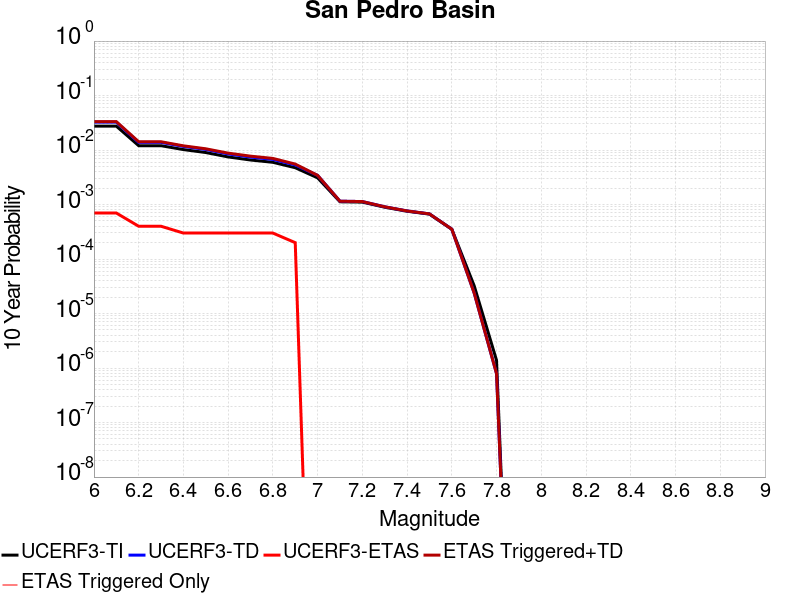 San Pedro Basin
10^0
10^-1
10^-2
10^-3
10^-4
10^-5
10^-6
10^-7
10^-8
10 Year Probability
6 6.2 6.4 6.6 6.8 7 7.2 7.4 7.6 7.8 8 8.2 8.4 8.6 8.8 9
Magnitude
UCERF3-TI UCERF3-TD UCERF3-ETAS ETAS Triggered+TD
ETAS Triggered Only